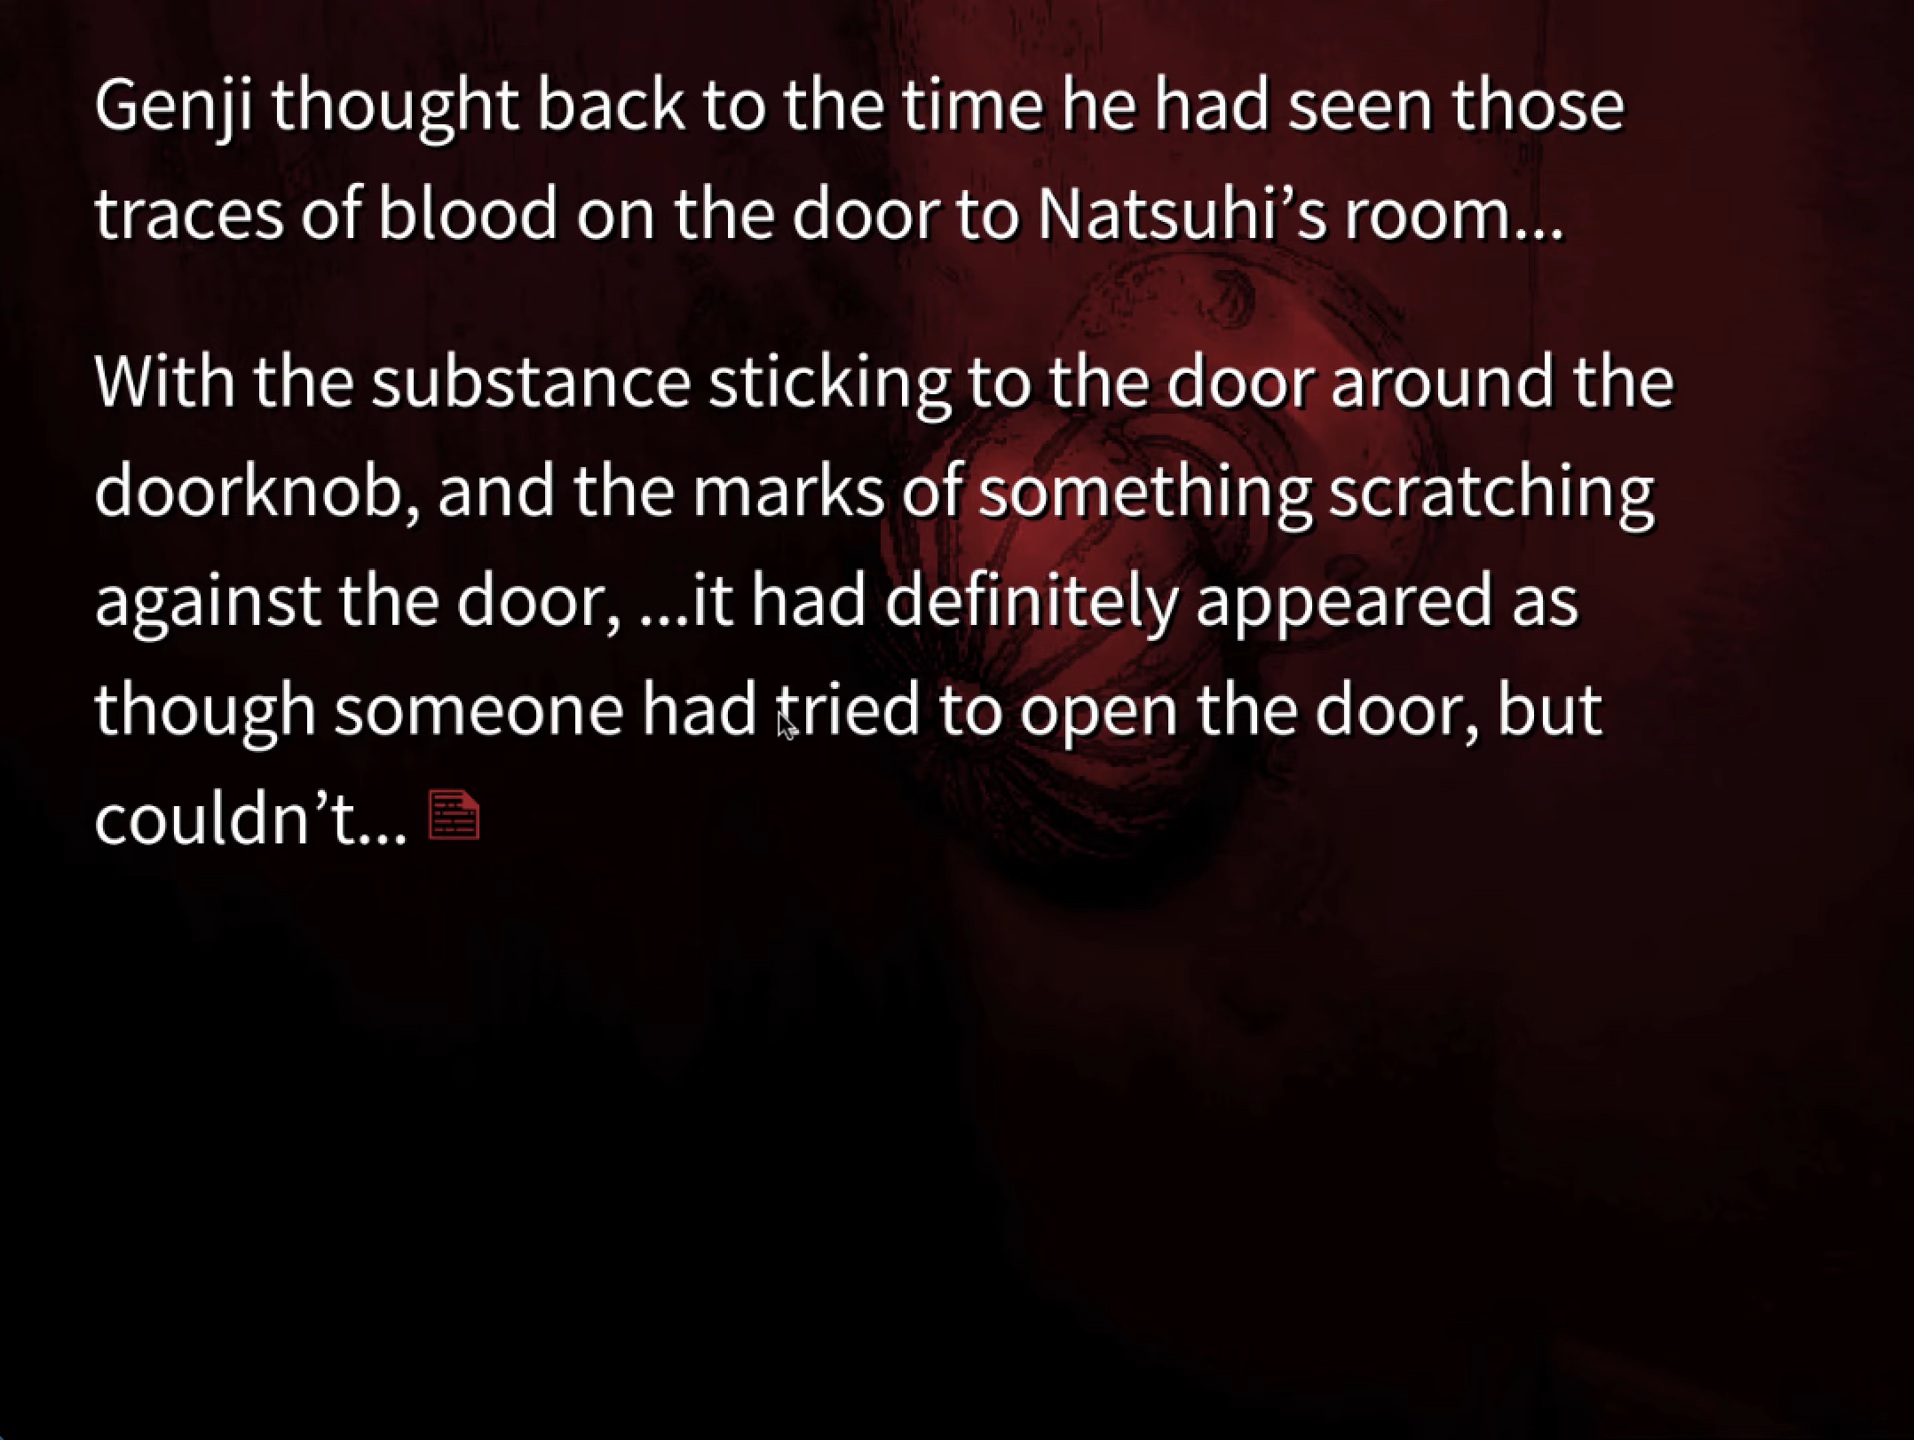 Genji thought back to the time he had seen those
traces of blood on the door to Natsuhi’s room...
With the substance sticking to the door around the
doorknob, and the marks of something scratching
against the door, ...it had definitely appeared as
though someone had tried to open the door, but
couldn’t...